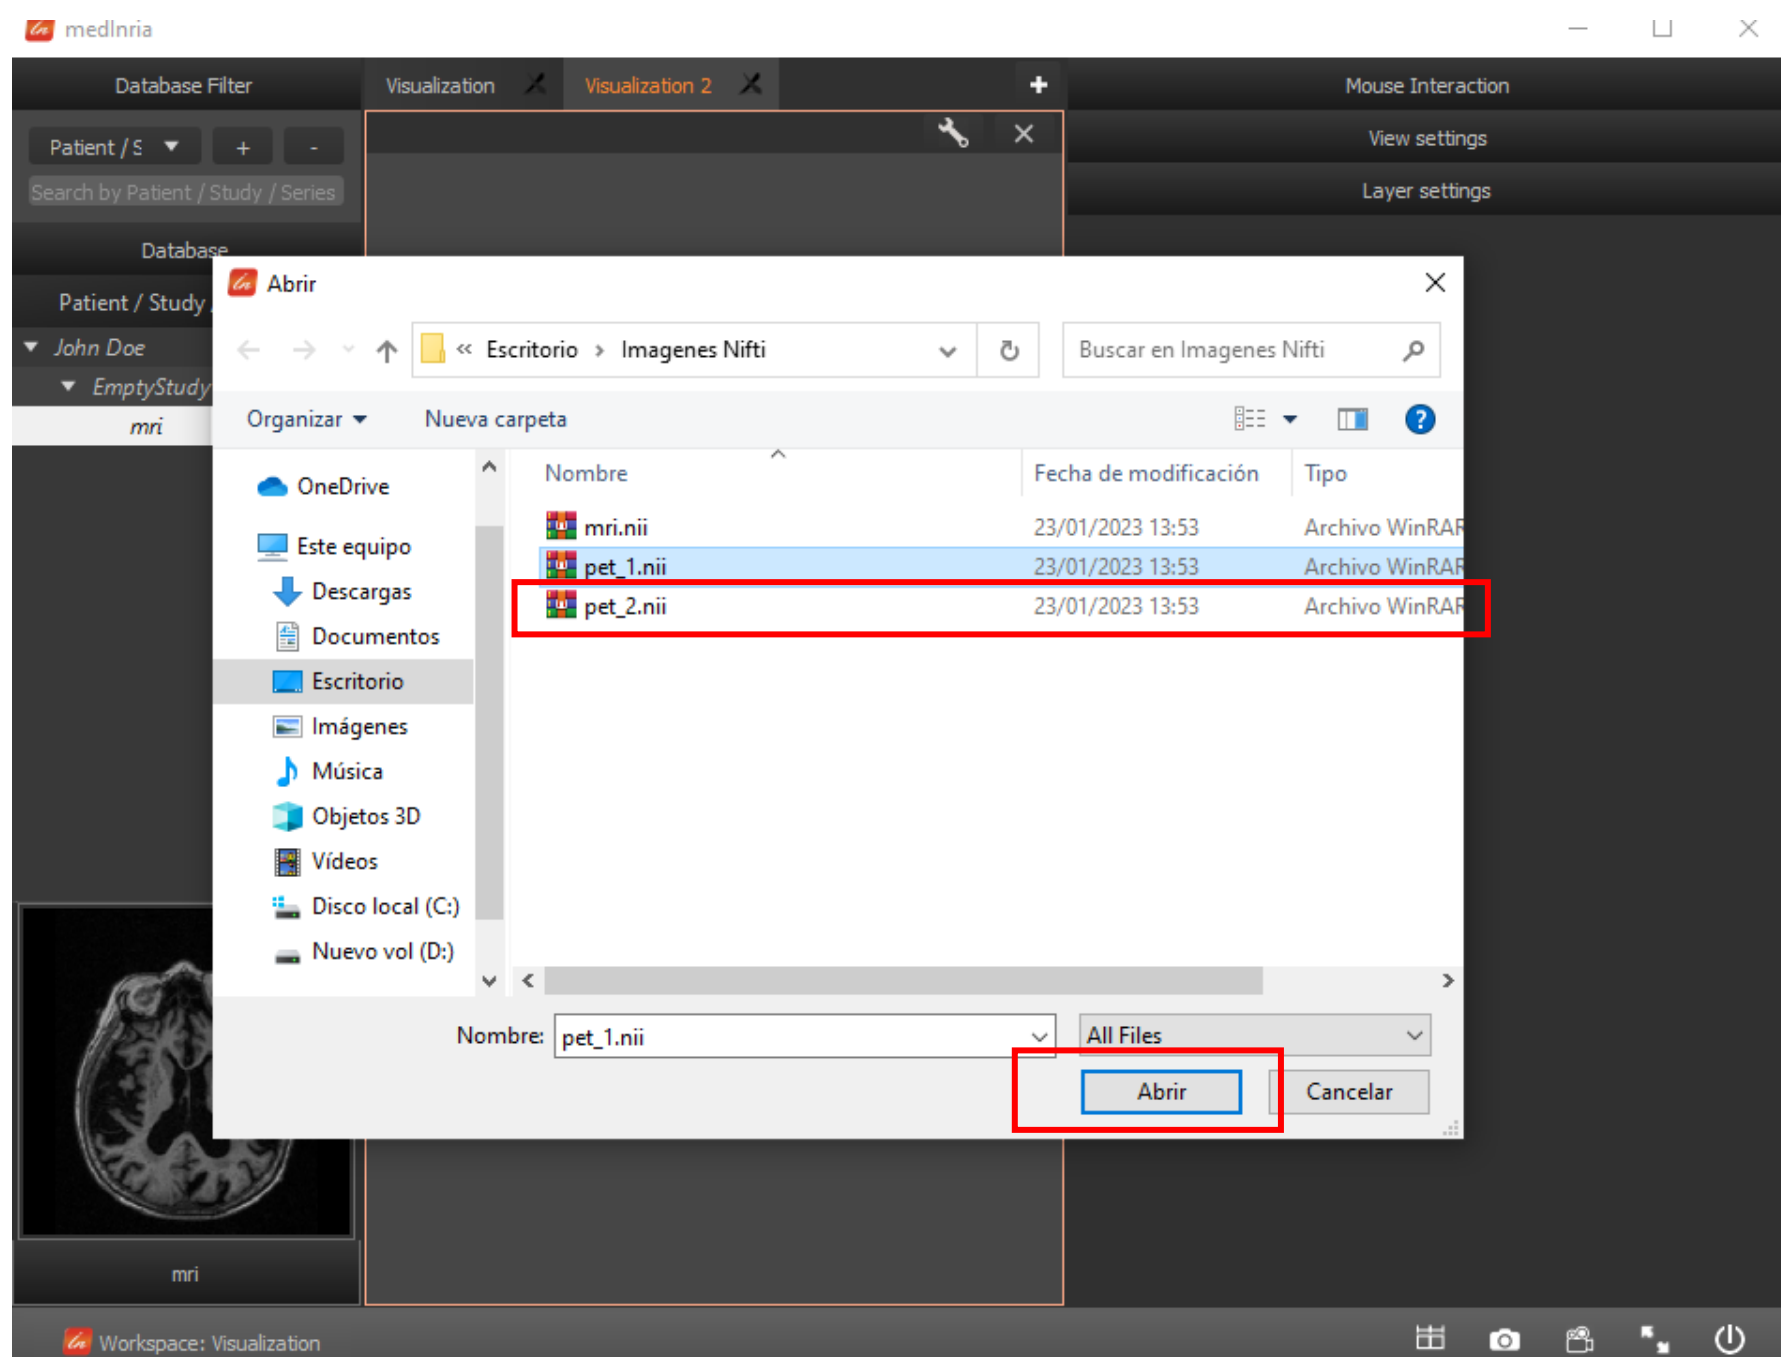 medInria
Database Filter
Visualization
Visualization 2
+
Mouse Interaction
Patient / S
+
-
View settings
Search by Patient / Study / Series
Layer settings
Database
Abrir
Patient / Study /
John Doe
« Escritorio > Imagenes Nifti
Buscar en Imagenes Nifti
EmptyStudy
mri
Organizar
Nueva carpeta
?
OneDrive
Este equipo
Descargas
Documentos
Escritorio
Imágenes
Música
Objetos 3D
Vídeos
Disco local (C:)
Nuevo vol (D:)
Nombre
Fecha de modificación
Tipo
mri.nii
23/01/2023 13:53
Archivo WinRAR
pet_1.nii
23/01/2023 13:53
Archivo WinRAR
pet_2.nii
23/01/2023 13:53
Archivo WinRAR
Nombre:
pet_1.nii
All Files
Abrir
Cancelar
mri
Workspace: Visualization